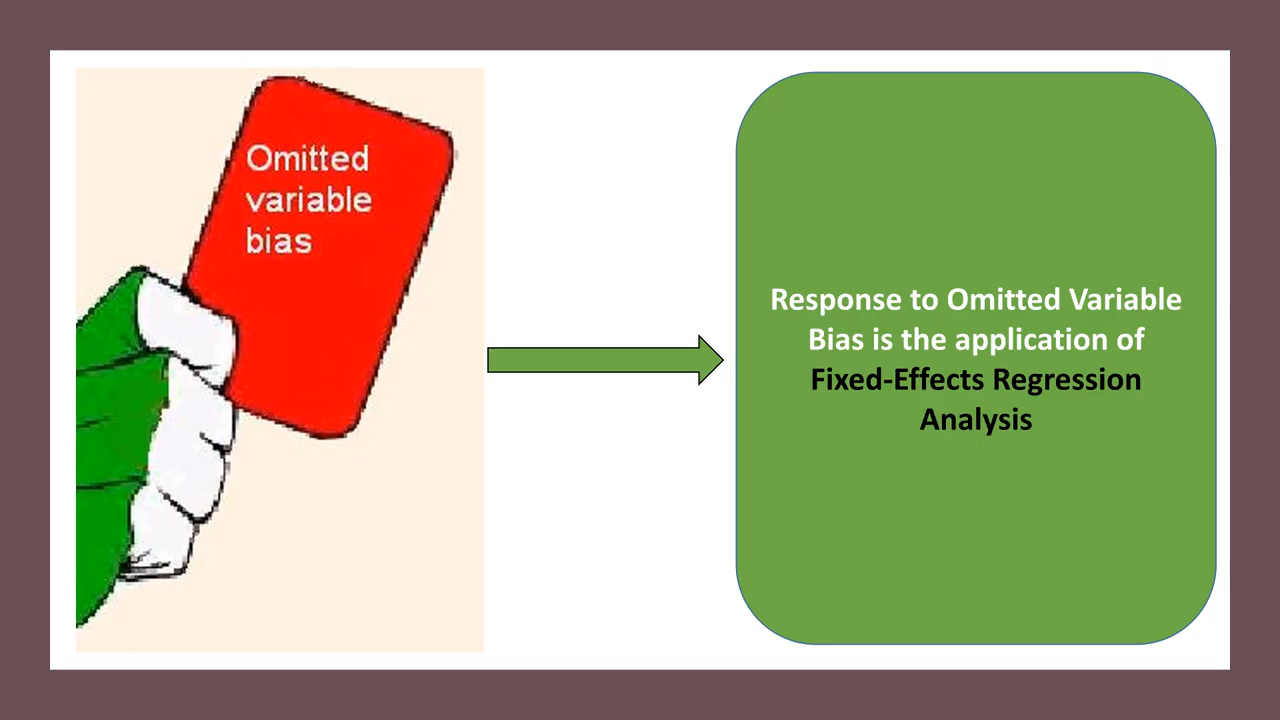 Omitted
variable
bias
Response to Omitted Variable
Bias is the application of
Fixed-Effects Regression
Analysis